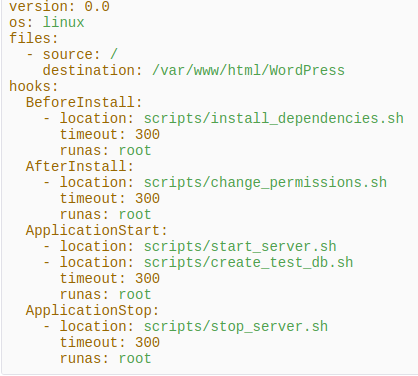 version: 0.0
os: linux
files:
  - source: /
    destination: /var/www/html/WordPress
hooks:
  BeforeInstall:
    - location: scripts/install_dependencies.sh
      timeout: 300
      runas: root
  AfterInstall:
    - location: scripts/change_permissions.sh
      timeout: 300
      runas: root
  ApplicationStart:
    - location: scripts/start_server.sh
    - location: scripts/create_test_db.sh
      timeout: 300
      runas: root
  ApplicationStop:
    - location: scripts/stop_server.sh
      timeout: 300
      runas: root